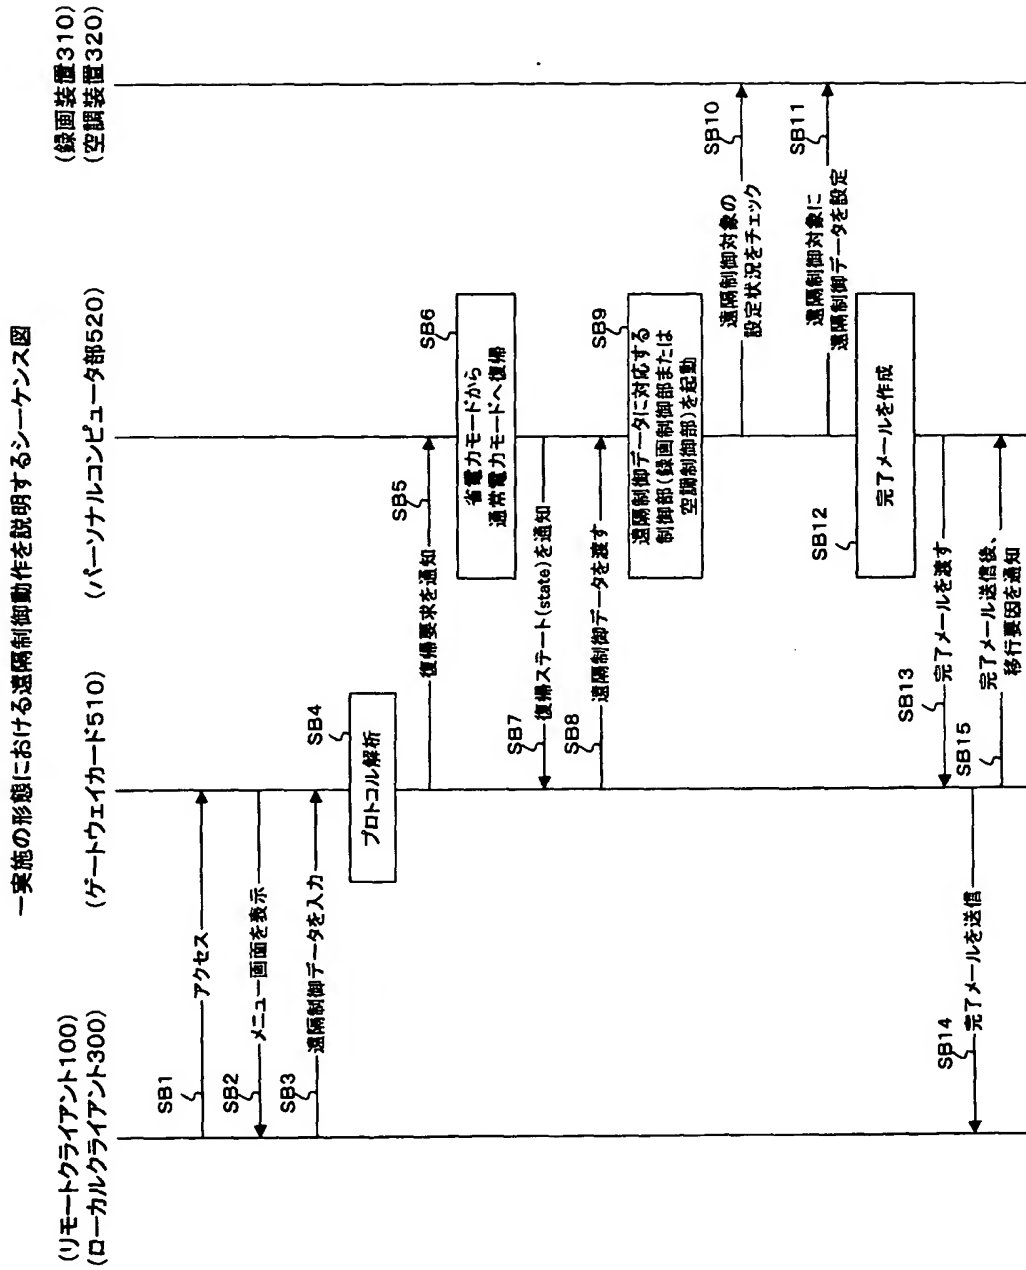 一実施の形態における遠隔制御動作を説明するシーケンス図
(リモートクライアント100)
(ローカルクライアント300)
(ゲートウェイカード510)
(パーソナルコンピュータ部520)
(録画装置310)
(空調装置320)
SB1
アクセス
SB2
メニュー画面を表示
SB3
遠隔制御データを入力
SB4
プロトコル解析
SB5
復帰要求を通知
SB6
省電力モードから
通常電力モードへ復帰
SB7
復帰ステート(state)を通知
SB8
遠隔制御データを渡す
SB9
遠隔制御データに対応する
制御部(録画制御部または
空調制御部)を起動
SB10
遠隔制御対象の
設定状況をチェック
SB11
遠隔制御対象に
遠隔制御データを設定
SB12
完了メールを作成
SB13
完了メールを渡す
SB14
完了メールを送信
SB15
完了メール送信後、
移行要因を通知